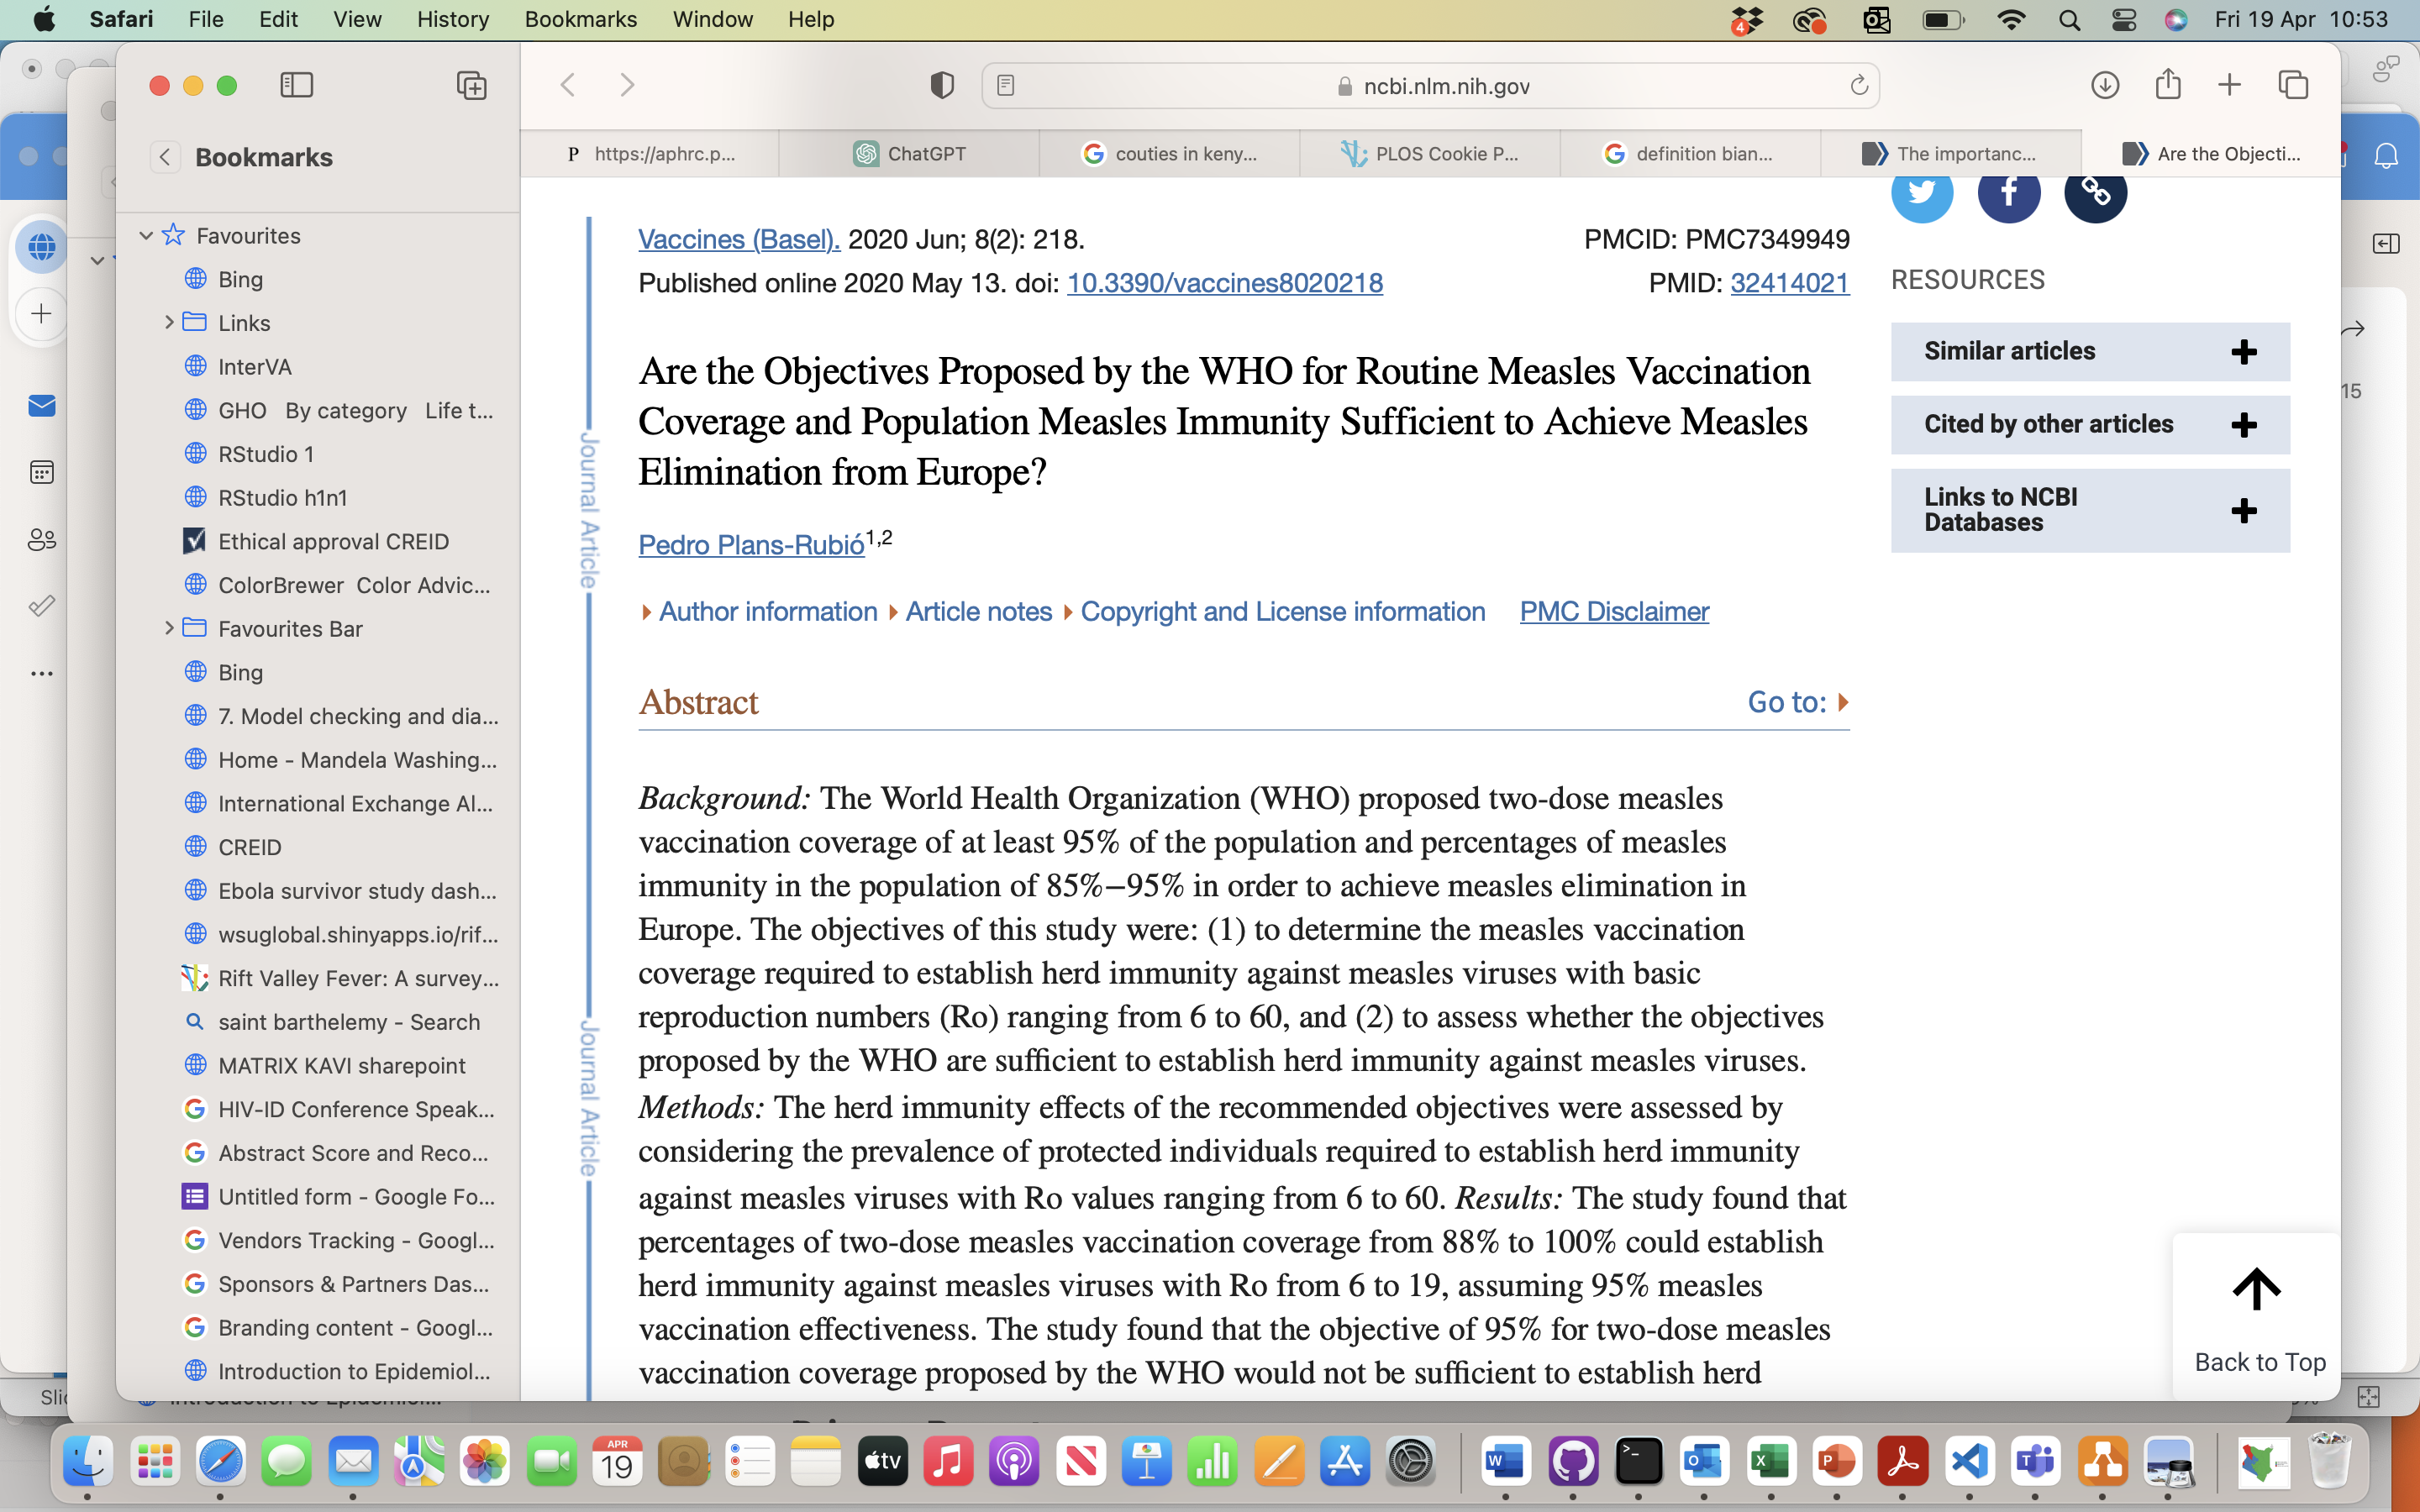 Safari File Edit View History Bookmarks Window Help
4 Fri 19 Apr 10:53
ncbi.nlm.nih.gov
Bookmarks
P https://aphrc.p...
ChatGPT
couties in keny...
PLOS Cookie P...
definition bian...
The importanc...
Are the Objecti...
Favourites
Bing
Links
InterVA
GHO By category Life t...
RStudio 1
RStudio h1n1
Ethical approval CREID
ColorBrewer Color Advic...
Favourites Bar
Bing
7. Model checking and dia...
Home - Mandela Washing...
International Exchange Al...
CREID
Ebola survivor study dash...
wsuglobal.shinyapps.io/rif...
Rift Valley Fever: A survey...
saint barthelemy - Search
MATRIX KAVI sharepoint
HIV-ID Conference Speak...
Abstract Score and Reco...
Untitled form - Google Fo...
Vendors Tracking - Googl...
Sponsors & Partners Das...
Branding content - Googl...
Introduction to Epidemiol...
Journal Article
Journal Article
Vaccines (Basel). 2020 Jun; 8(2): 218.
PMCID: PMC7349949
Published online 2020 May 13. doi: 10.3390/vaccines8020218
PMID: 32414021
Are the Objectives Proposed by the WHO for Routine Measles Vaccination
Coverage and Population Measles Immunity Sufficient to Achieve Measles
Elimination from Europe?
Pedro Plans-Rubió1,2
Author information Article notes Copyright and License information PMC Disclaimer
Abstract
Go to:
Background: The World Health Organization (WHO) proposed two-dose measles
vaccination coverage of at least 95% of the population and percentages of measles
immunity in the population of 85%–95% in order to achieve measles elimination in
Europe. The objectives of this study were: (1) to determine the measles vaccination
coverage required to establish herd immunity against measles viruses with basic
reproduction numbers (Ro) ranging from 6 to 60, and (2) to assess whether the objectives
proposed by the WHO are sufficient to establish herd immunity against measles viruses.
Methods: The herd immunity effects of the recommended objectives were assessed by
considering the prevalence of protected individuals required to establish herd immunity
against measles viruses with Ro values ranging from 6 to 60. Results: The study found that
percentages of two-dose measles vaccination coverage from 88% to 100% could establish
herd immunity against measles viruses with Ro from 6 to 19, assuming 95% measles
vaccination effectiveness. The study found that the objective of 95% for two-dose measles
vaccination coverage proposed by the WHO would not be sufficient to establish herd
RESOURCES
Similar articles
Cited by other articles
Links to NCBI
Databases
Back to Top
15
APR
19
tv
W
O
X
P
T